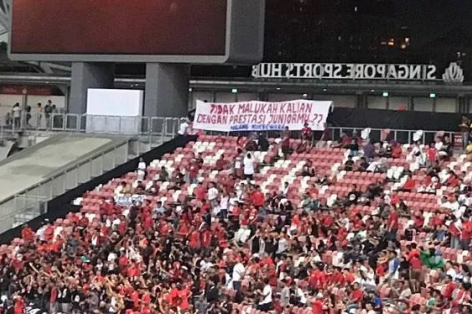 SINGAPORE SPORTS HUB
TIDAK MALUKAH KALIAN
DENGAN PRESTASI JUNIORMU..??